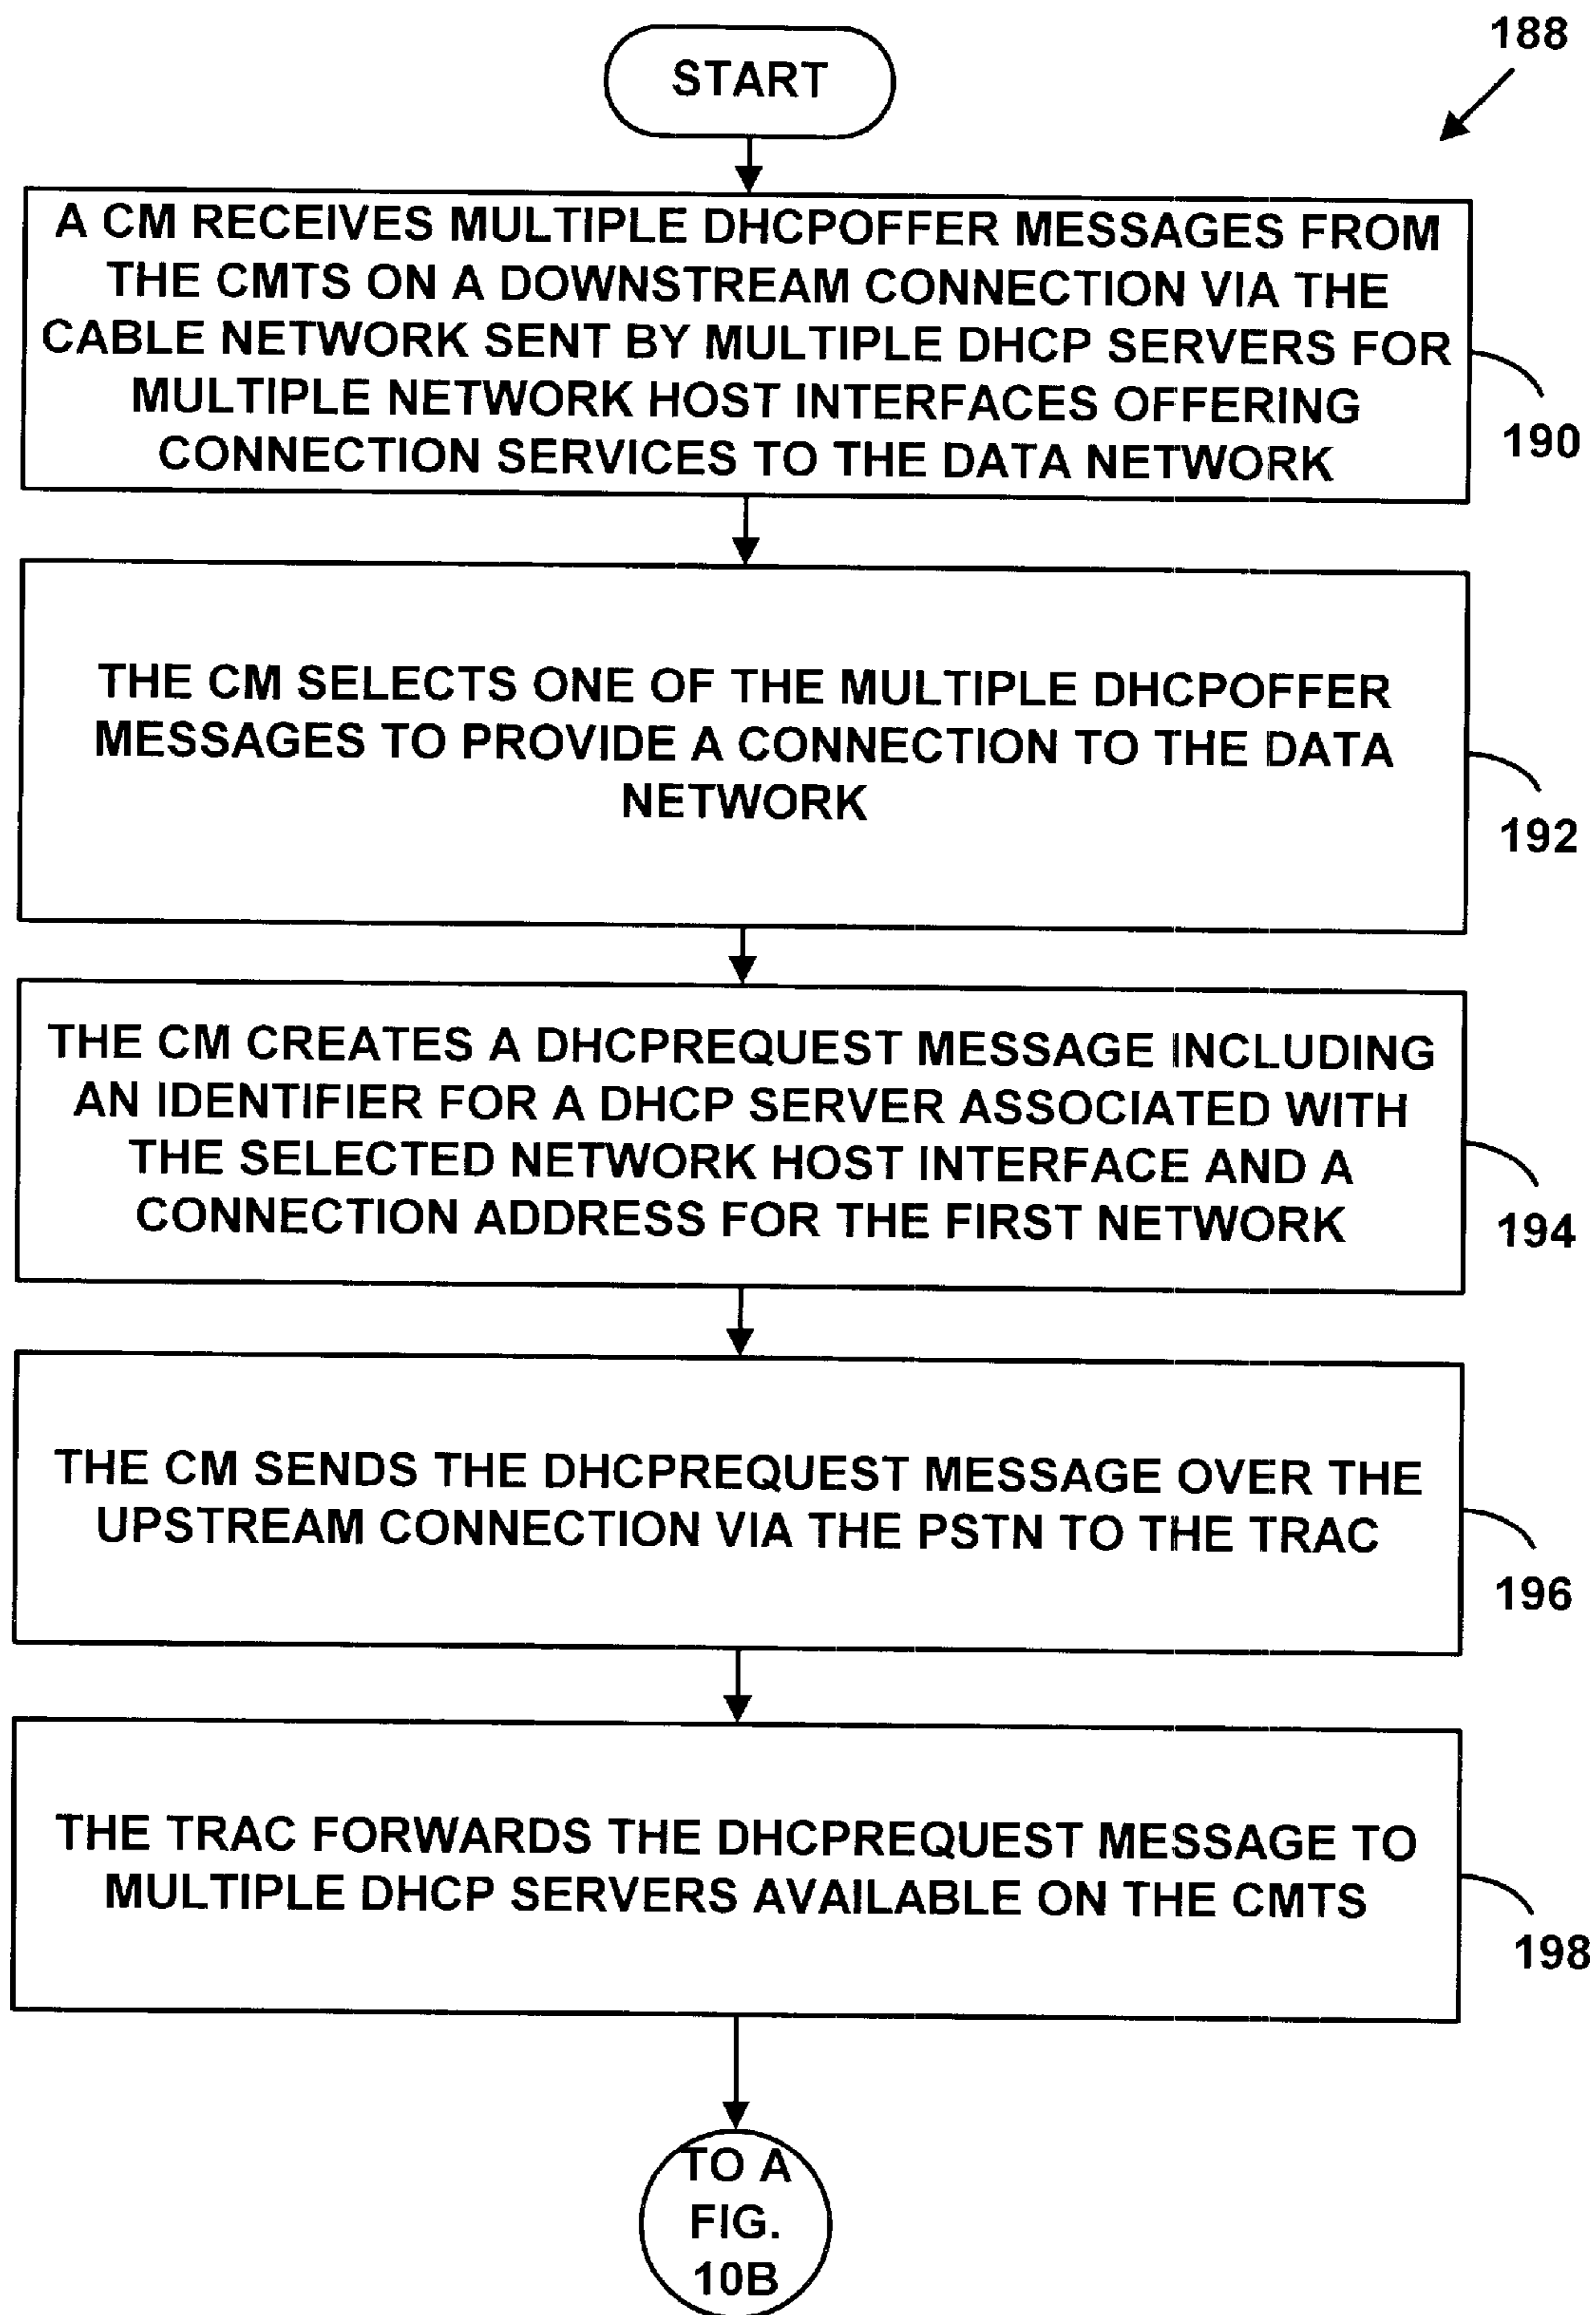 188
START
A CM RECEIVES MULTIPLE DHCPOFFER MESSAGES FROM
THE CMTS ON A DOWNSTREAM CONNECTION VIA THE
CABLE NETWORK SENT BY MULTIPLE DHCP SERVERS FOR
MULTIPLE NETWORK HOST INTERFACES OFFERING
CONNECTION SERVICES TO THE DATA NETWORK
190
THE CM SELECTS ONE OF THE MULTIPLE DHCPOFFER
MESSAGES TO PROVIDE A CONNECTION TO THE DATA
NETWORK
192
THE CM CREATES A DHCPREQUEST MESSAGE INCLUDING
AN IDENTIFIER FOR A DHCP SERVER ASSOCIATED WITH
THE SELECTED NETWORK HOST INTERFACE AND A
CONNECTION ADDRESS FOR THE FIRST NETWORK
194
THE CM SENDS THE DHCPREQUEST MESSAGE OVER THE
UPSTREAM CONNECTION VIA THE PSTN TO THE TRAC
196
THE TRAC FORWARDS THE DHCPREQUEST MESSAGE TO
MULTIPLE DHCP SERVERS AVAILABLE ON THE CMTS
198
TO A
FIG.
10B